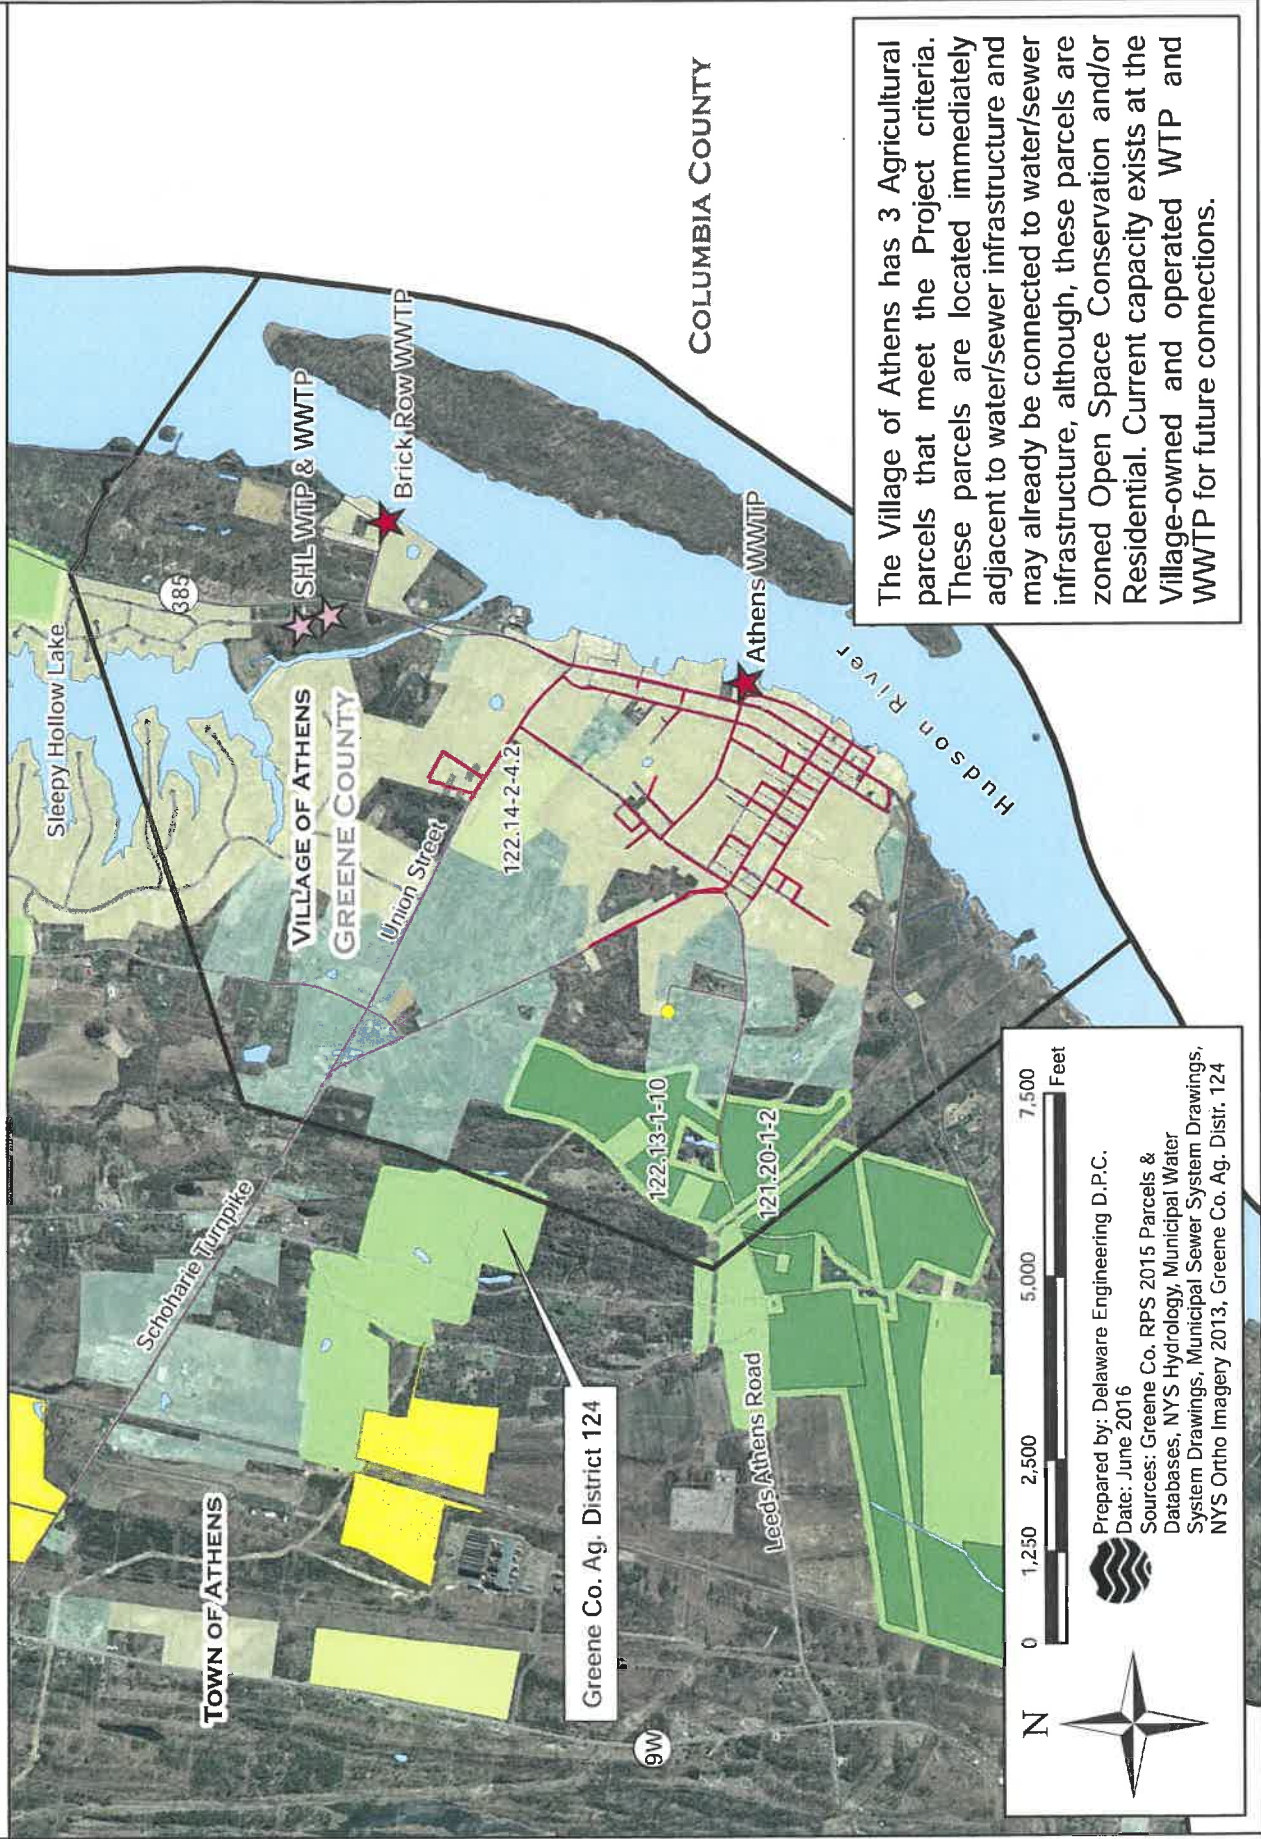 Sleepy Hollow Lake
385
SHL WTP & WWTP
Brick Row WWTP
VILLAGE OF ATHENS
GREENE COUNTY
COLUMBIA COUNTY
Schoharie Turnpike
Union Street
122.14-2-4.2
TOWN OF ATHENS
Greene Co. Ag. District 124
122.13-1-10
121.20-1-2
Athens WWTP
Hudson River
Leeds Athens Road
9W
The Village of Athens has 3 Agricultural
parcels that meet the Project criteria.
These parcels are located immediately
adjacent to water/sewer infrastructure and
may already be connected to water/sewer
infrastructure, although, these parcels are
zoned Open Space Conservation and/or
Residential. Current capacity exists at the
Village-owned and operated WTP and
WWTP for future connections.
N
0 1,250 2,500 5,000 7,500
Feet
Prepared by: Delaware Engineering D.P.C.
Date: June 2016
Sources: Greene Co. RPS 2015 Parcels &
Databases, NYS Hydrology, Municipal Water
System Drawings, Municipal Sewer System Drawings,
NYS Ortho Imagery 2013, Greene Co. Ag. Distr. 124